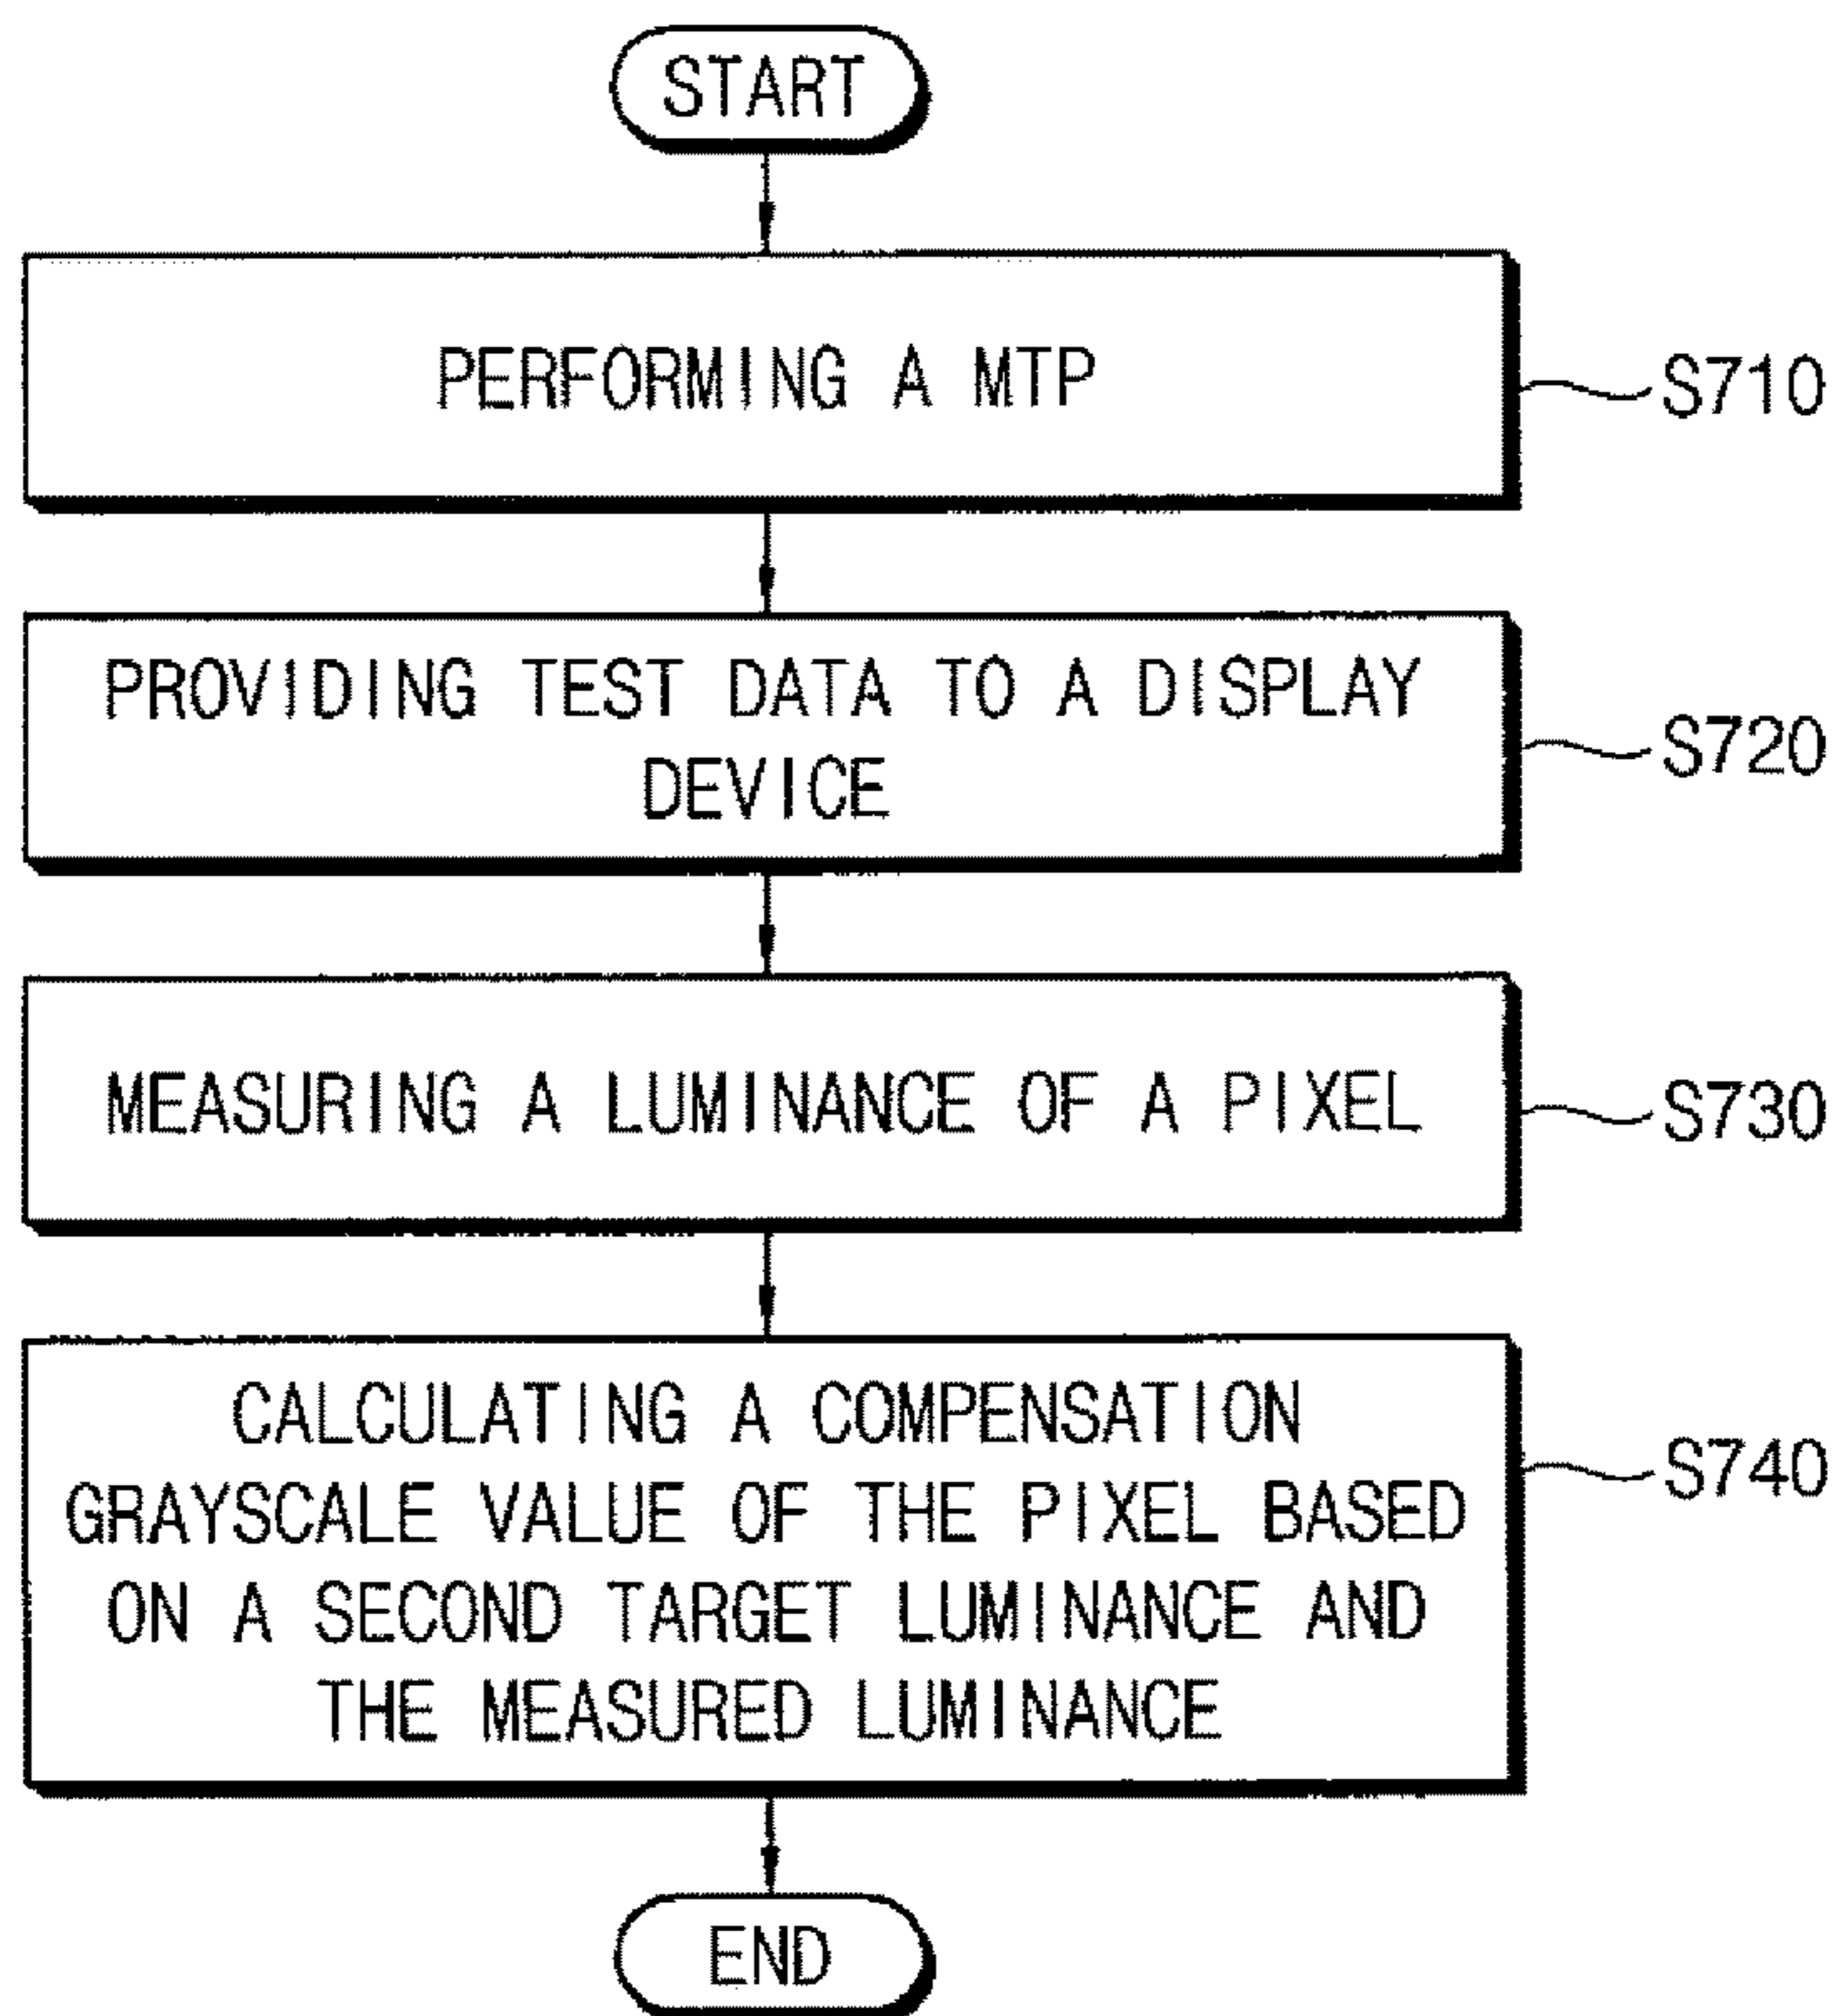 START
PERFORMING A MTP
S710
PROVIDING TEST DATA TO A DISPLAY
DEVICE
S720
MEASURING A LUMINANCE OF A PIXEL
S730
CALCULATING A COMPENSATION
GRAYSCALE VALUE OF THE PIXEL BASED
ON A SECOND TARGET LUMINANCE AND
THE MEASURED LUMINANCE
S740
END